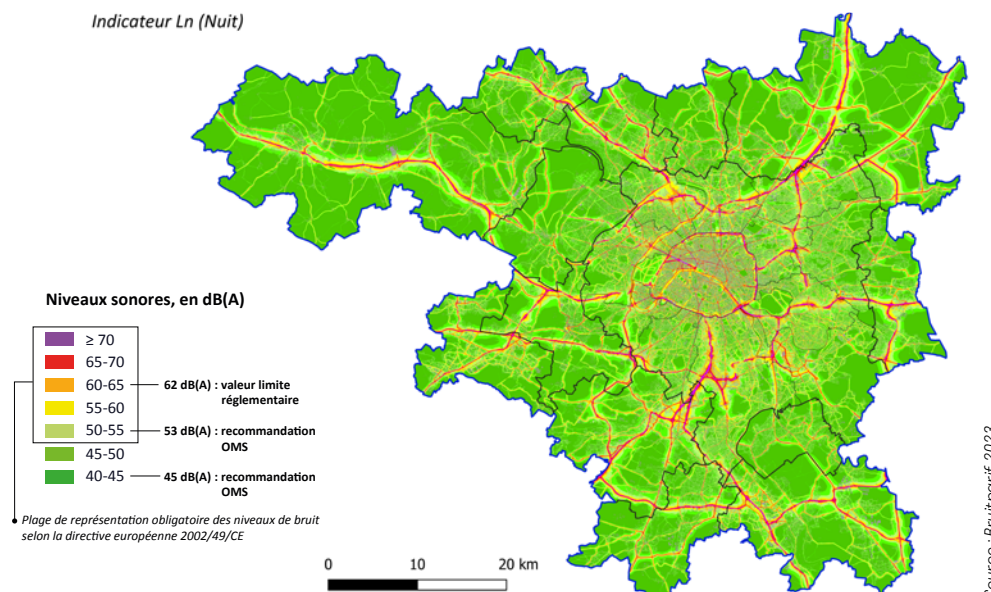 Indicateur Ln (Nuit)
Niveaux sonores, en dB(A)
≥ 70
65-70
60-65
62 dB(A) : valeur limite
réglementaire
55-60
50-55
53 dB(A) : recommandation
OMS
45-50
40-45
45 dB(A) : recommandation
OMS
Plage de représentation obligatoire des niveaux de bruit
selon la directive européenne 2002/49/CE
0 10 20 km
Source : Bruitparif 2023